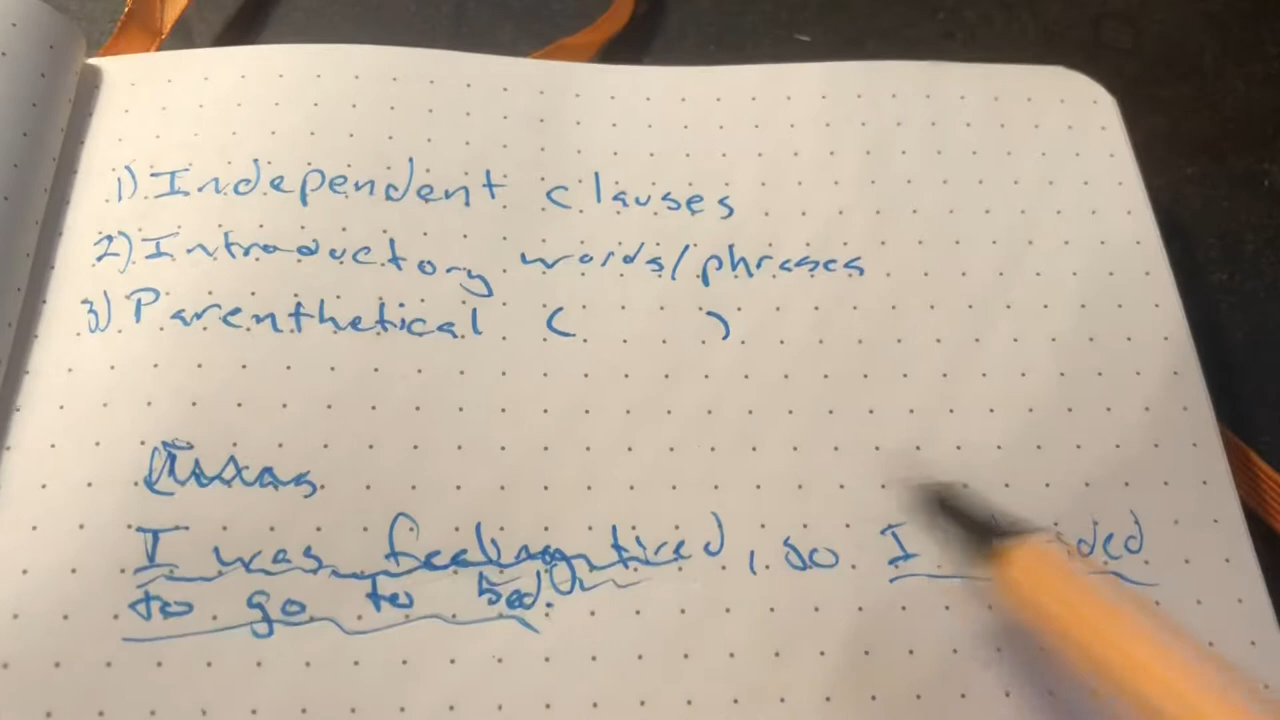 1) Independent clauses
2) Introductory words/phrases
3) Parenthetical ( )
I was feeling tired, so I
to go to bed.